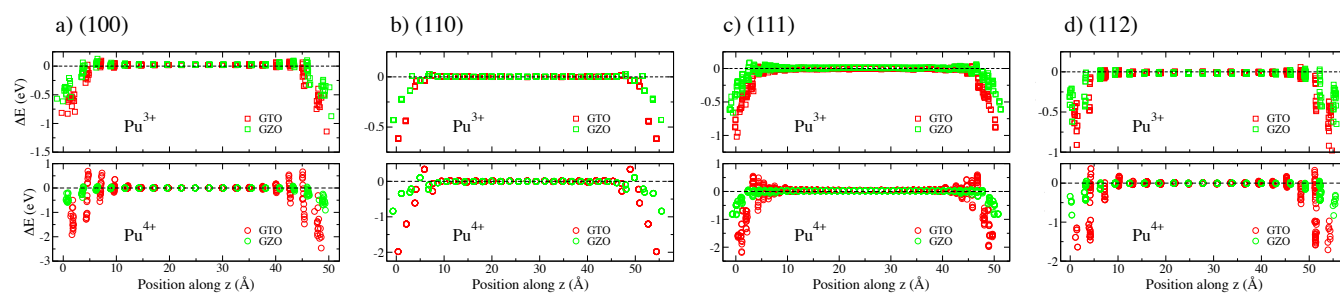 a) (100)
b) (110)
c) (111)
d) (112)
ΔE (eV)
0
-0.5
-1
-1.5
Pu3+
GTO
GZO
0
-0.5
Pu3+
GTO
GZO
0
-0.5
-1
Pu3+
GTO
GZO
0
-0.5
-1
Pu3+
GTO
GZO
ΔE (eV)
1
0
-1
-2
-3
Pu4+
GTO
GZO
0
-1
-2
Pu4+
GTO
GZO
1
0
-1
-2
Pu4+
GTO
GZO
0
-1
-2
Pu4+
GTO
GZO
0 10 20 30 40 50
0 10 20 30 40 50
0 10 20 30 40 50
0 10 20 30 40 50
Position along z (Å)
Position along z (Å)
Position along z (Å)
Position along z (Å)